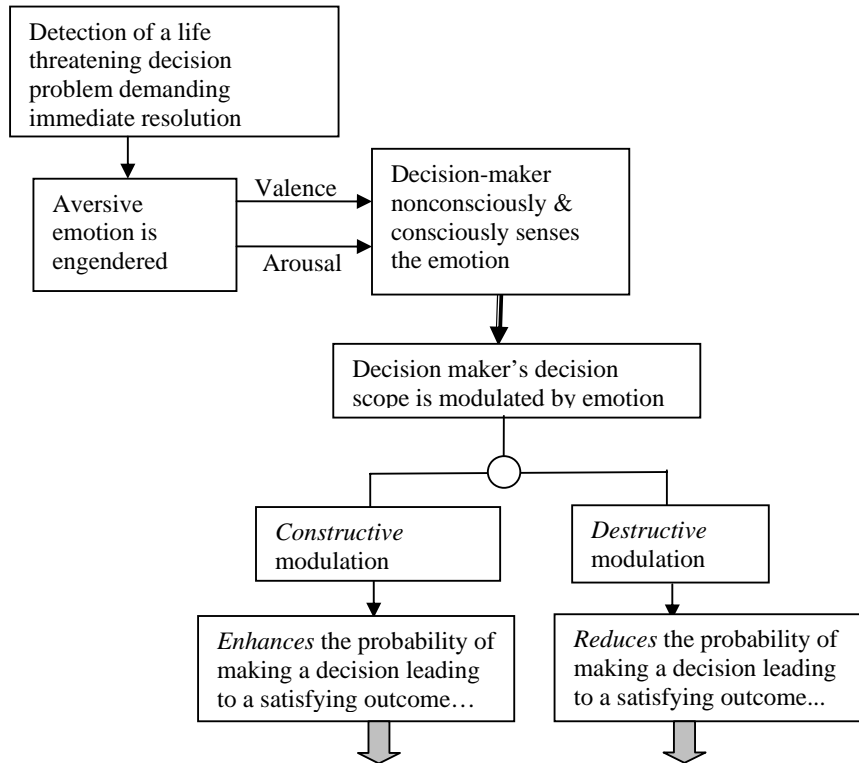 Detection of a life
threatening decision
problem demanding
immediate resolution
Valence
Arousal
Aversive
emotion is
engendered
Decision-maker
nonconsciously &
consciously senses
the emotion
Decision maker’s decision
scope is modulated by emotion
Constructive
modulation
Destructive
modulation
Enhances the probability of
making a decision leading
to a satisfying outcome…
Reduces the probability of
making a decision leading
to a satisfying outcome...